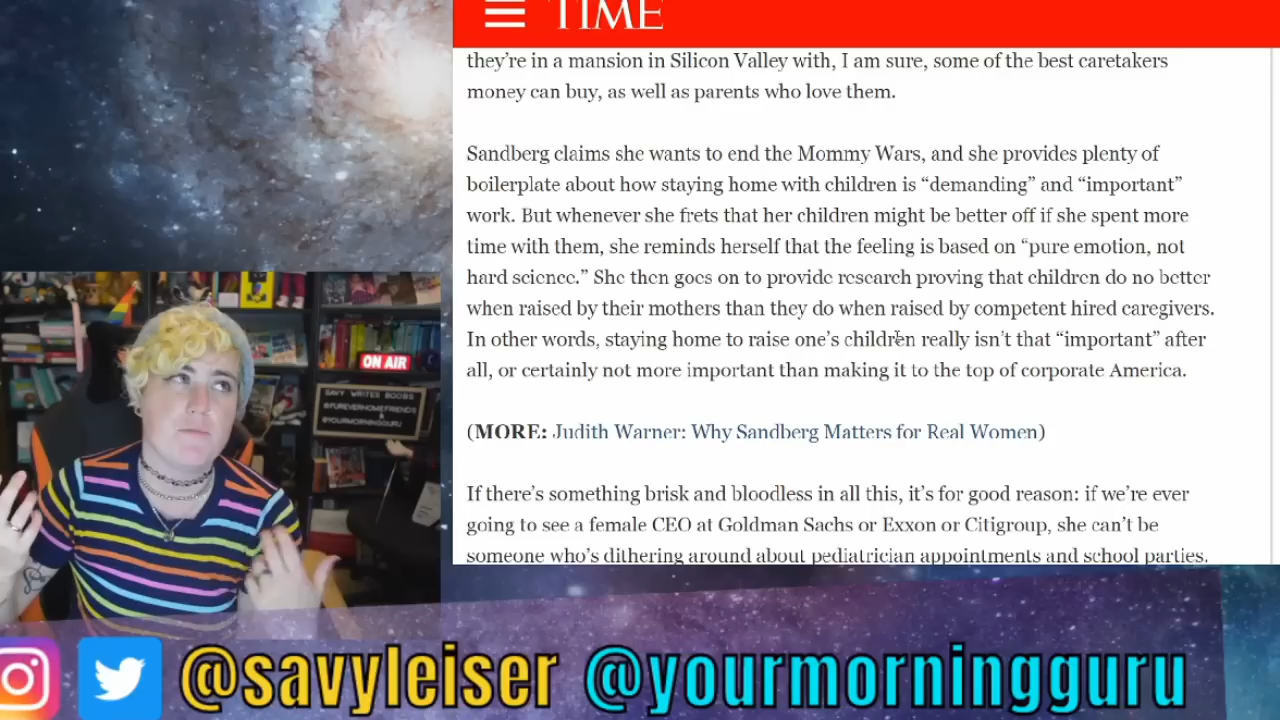 TIME
they're in a mansion in Silicon Valley with, I am sure, some of the best caretakers
money can buy, as well as parents who love them.
Sandberg claims she wants to end the Mommy Wars, and she provides plenty of
boilerplate about how staying home with children is “demanding” and “important”
work. But whenever she frets that her children might be better off if she spent more
time with them, she reminds herself that the feeling is based on “pure emotion, not
hard science.” She then goes on to provide research proving that children do no better
when raised by their mothers than they do when raised by competent hired caregivers.
In other words, staying home to raise one's children really isn't that “important” after
all, or certainly not more important than making it to the top of corporate America.
(MORE: Judith Warner: Why Sandberg Matters for Real Women)
If there's something brisk and bloodless in all this, it's for good reason: if we're ever
going to see a female CEO at Goldman Sachs or Exxon or Citigroup, she can't be
someone who's dithering around about pediatrician appointments and school parties.
ON AIR
SAVY WRITES BOOKS
@FUREVERHOMEFRIENDS
@YOURMORNINGGURU
@savyleiser @yourmorningguru